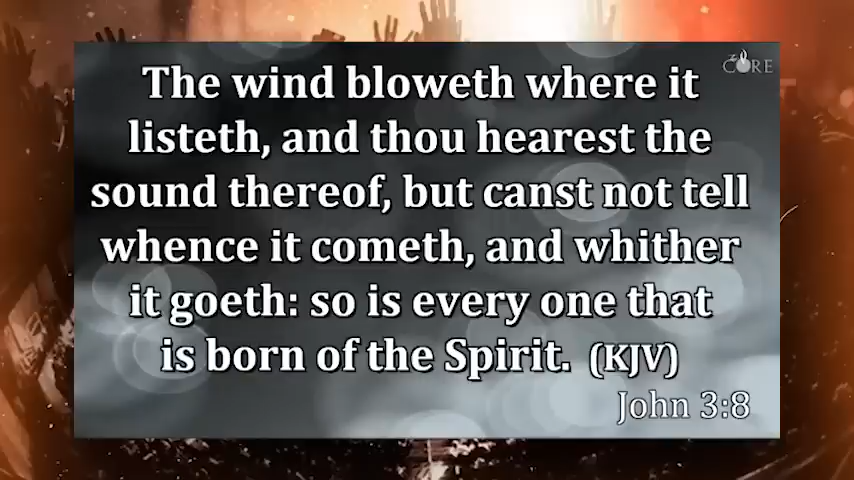 CORE
The wind bloweth where it
listeth, and thou hearest the
sound thereof, but canst not tell
whence it cometh, and whither
it goeth: so is every one that
is born of the Spirit. (KJV)
John 3:8